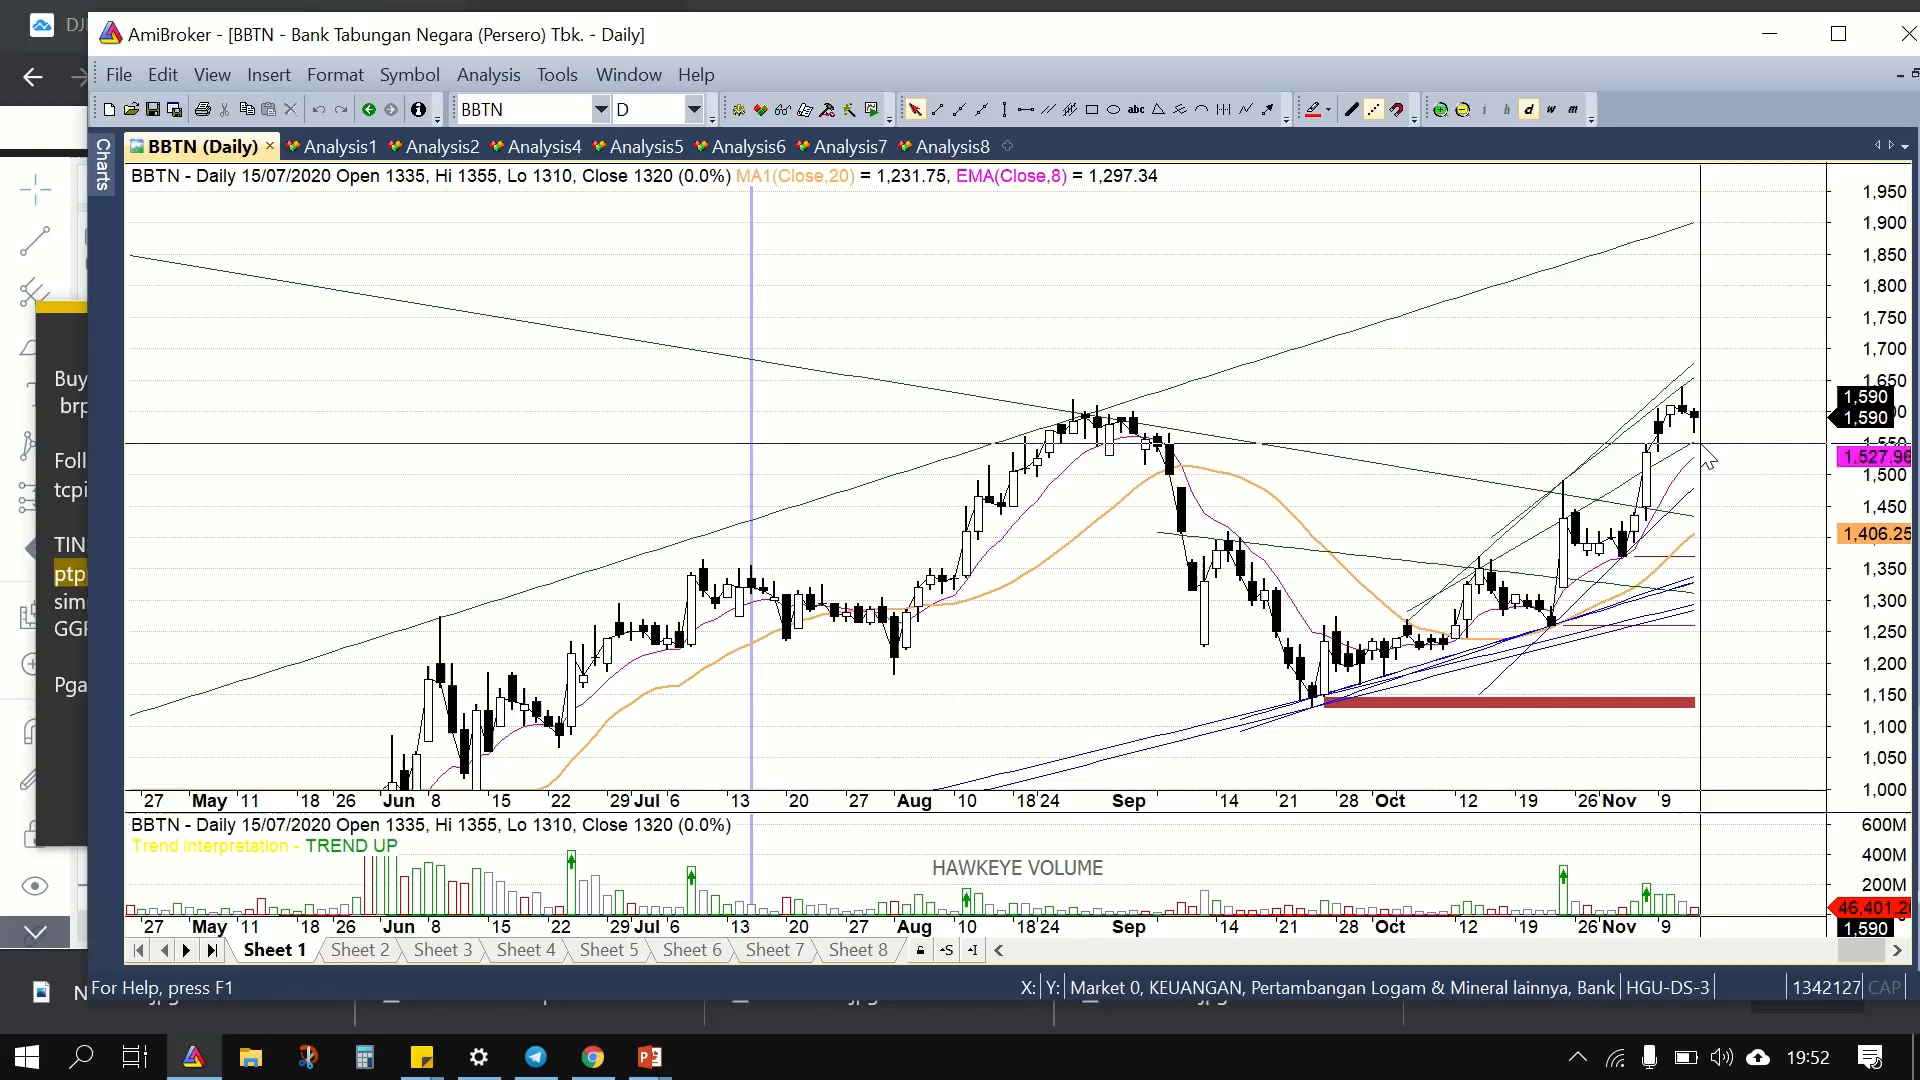 DJI
AmiBroker - [BBTN - Bank Tabungan Negara (Persero) Tbk. - Daily]
File Edit View Insert Format Symbol Analysis Tools Window Help
BBTN D abc i h d w m
Charts
BBTN (Daily) Analysis1 Analysis2 Analysis4 Analysis5 Analysis6 Analysis7 Analysis8
BBTN - Daily 15/07/2020 Open 1335, Hi 1355, Lo 1310, Close 1320 (0.0%) MA1(Close,20) = 1,231.75, EMA(Close,8) = 1,297.34
1,950
1,900
1,850
1,800
1,750
1,700
1,650
1,590
1,590
1,527.96
1,500
1,450
1,406.25
1,350
1,300
1,250
1,200
1,150
1,100
1,050
1,000
Buy
brp
Foll
tcpi
TINS
ptp
sim
GGR
Pga
27 May 11 18 26 Jun 8 15 22 29 Jul 6 13 20 27 Aug 10 18 24 Sep 14 21 28 Oct 12 19 26 Nov 9
BBTN - Daily 15/07/2020 Open 1335, Hi 1355, Lo 1310, Close 1320 (0.0%)
Trend Interpretation - TREND UP
HAWKEYE VOLUME
600M
400M
200M
46,401.2
1,590
27 May 11 18 26 Jun 8 15 22 29 Jul 6 13 20 27 Aug 10 18 24 Sep 14 21 28 Oct 12 19 26 Nov 9
Sheet 1 Sheet 2 Sheet 3 Sheet 4 Sheet 5 Sheet 6 Sheet 7 Sheet 8 S I
For Help, press F1 X: Y: Market 0, KEUANGAN, Pertambangan Logam & Mineral lainnya, Bank HGU-DS-3 1342127 CAP
19:52